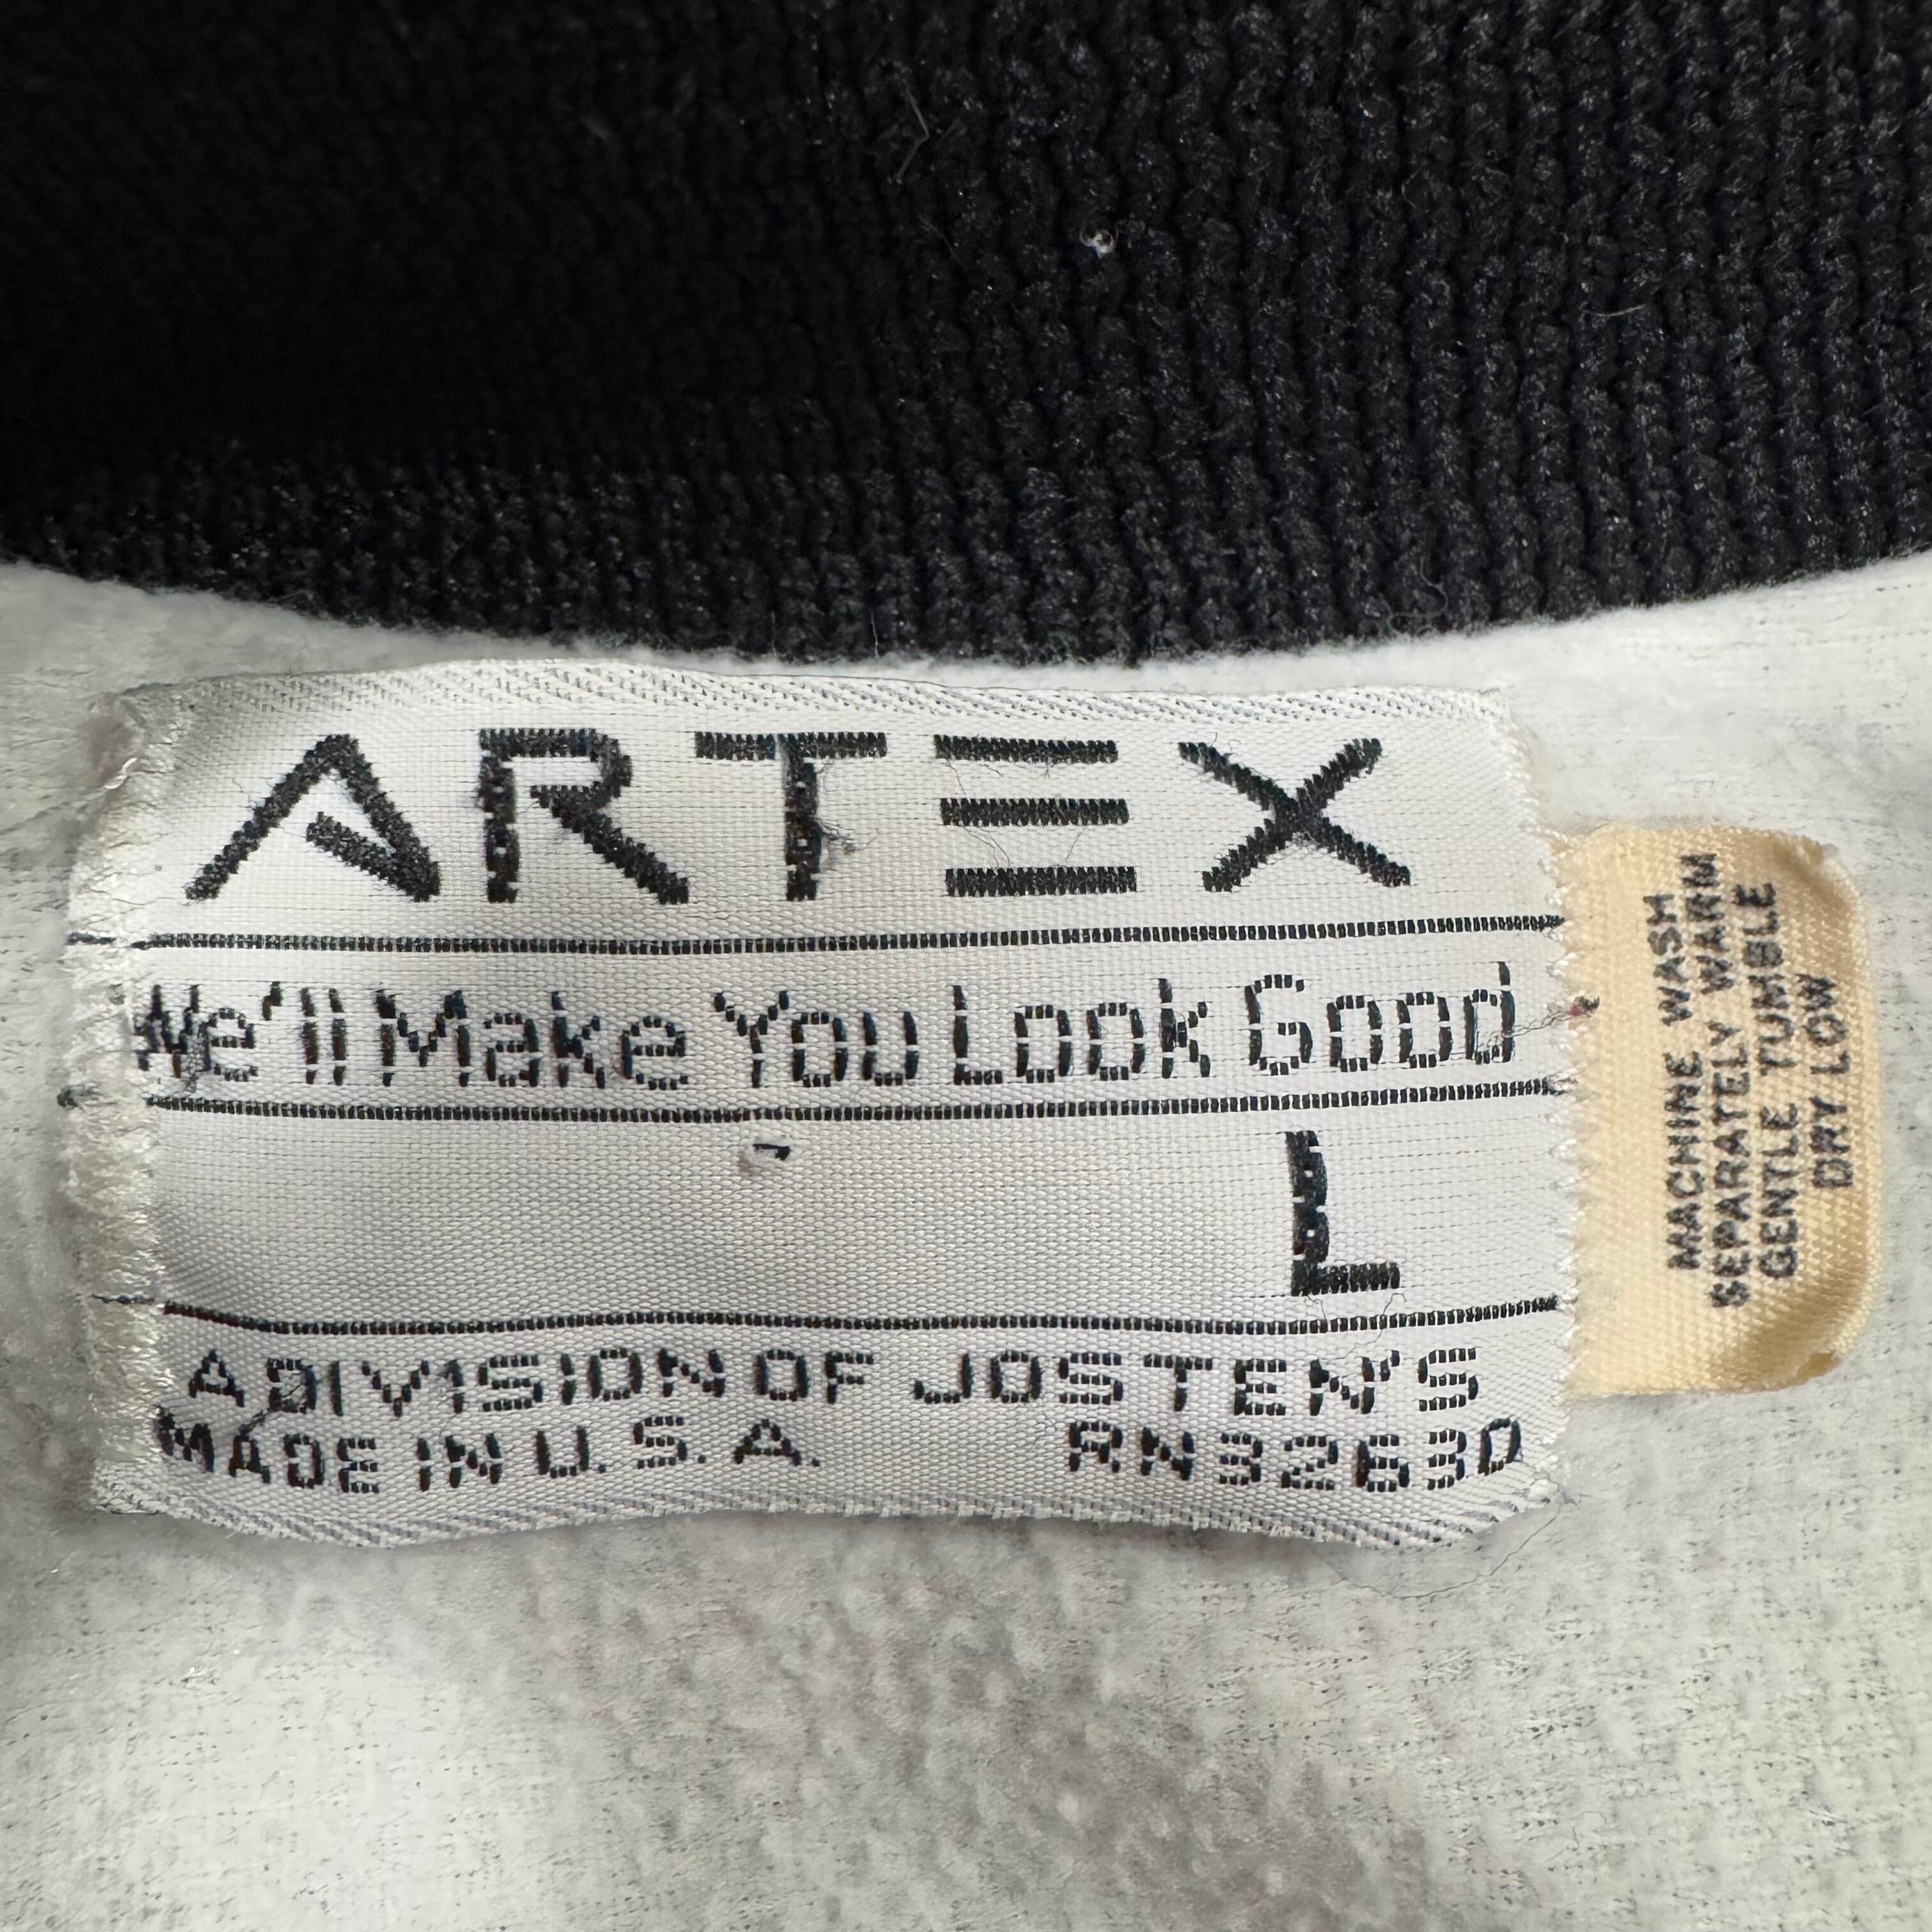 ARTEX
We'll Make You Look Good
L
A DIVISION OF JOSTEN'S
MADE IN U.S.A. RN32630
MACHINE WASH
SEPARATELY WARM
GENTLE TUMBLE
DRY LOW